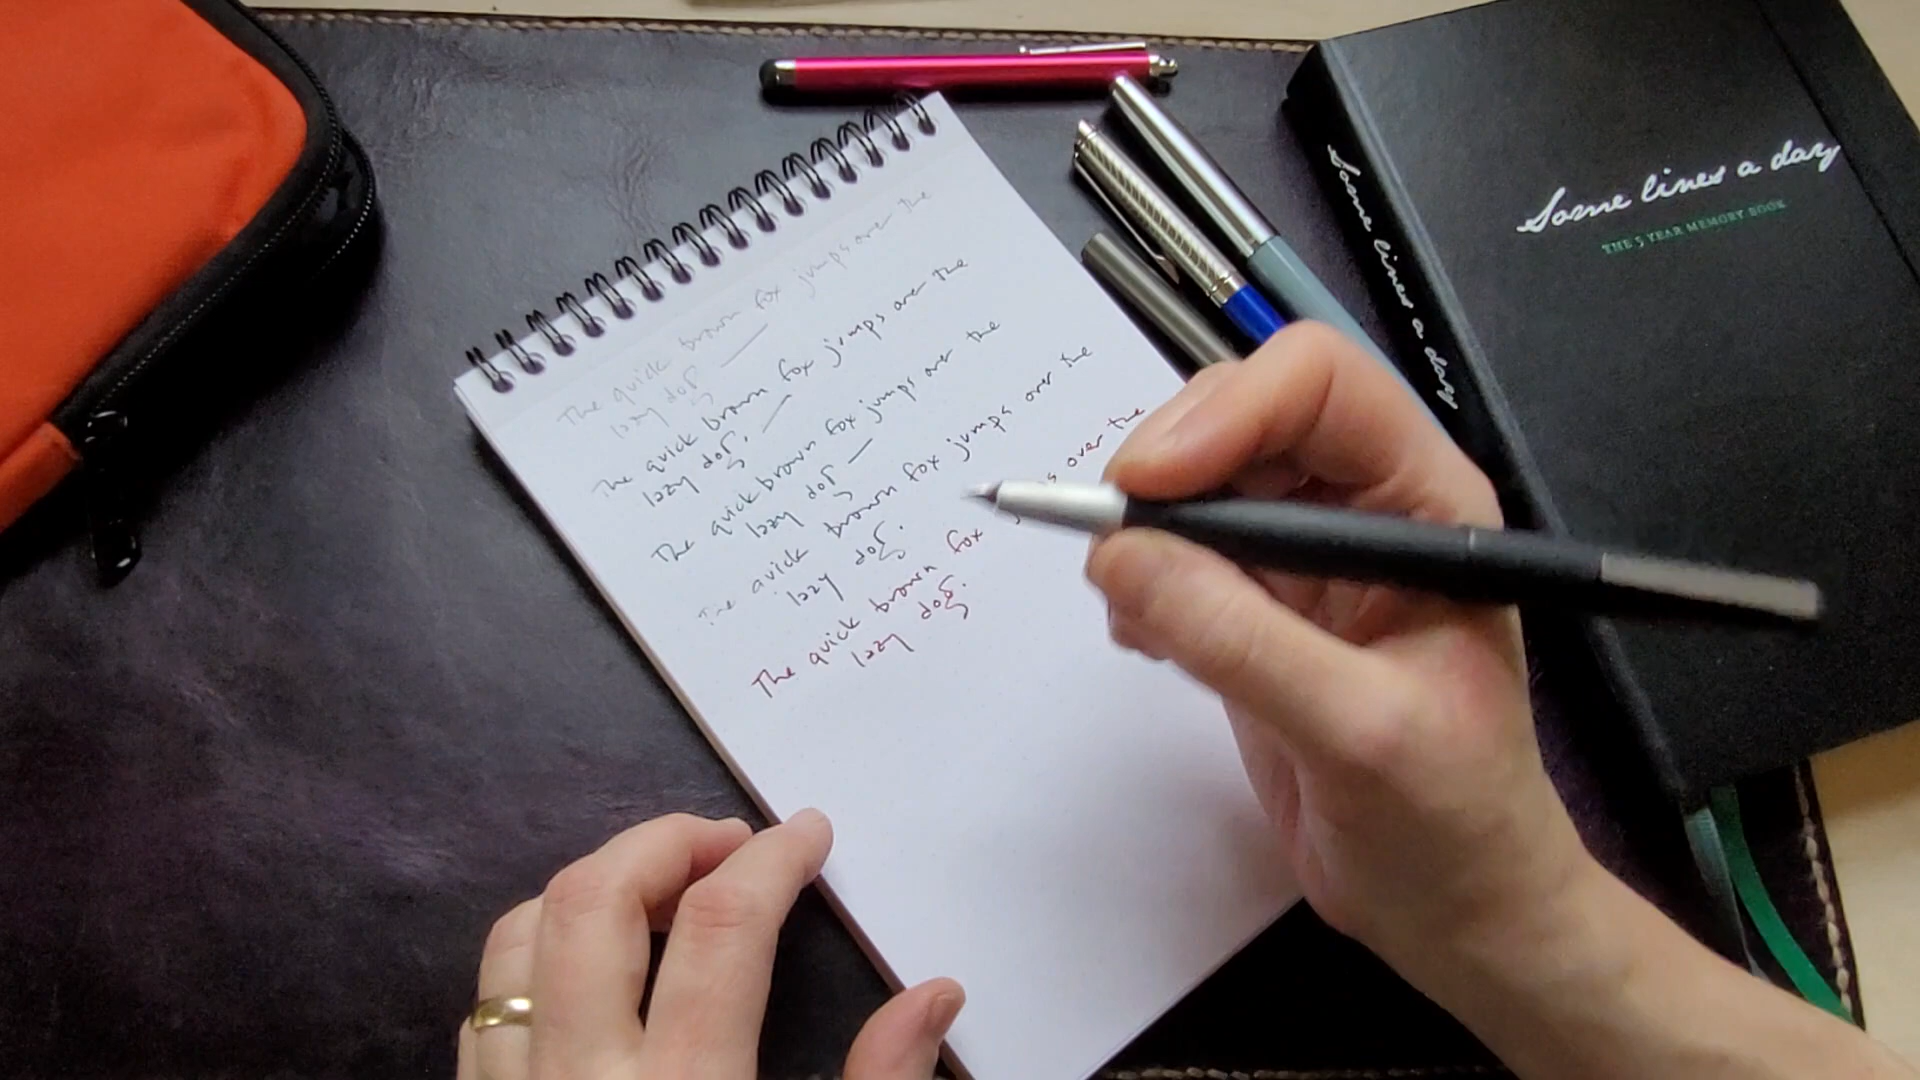 The quick brown fox jumps over the
lazy dog
The quick brown fox jumps over the
lazy dog.
The quick brown fox jumps over the
lazy dog
The quick brown fox jumps over the
lazy dog.
The quick brown fox s over the
lazy dog.
Some lines a day
Some lines a day
THE 5 YEAR MEMORY BOOK